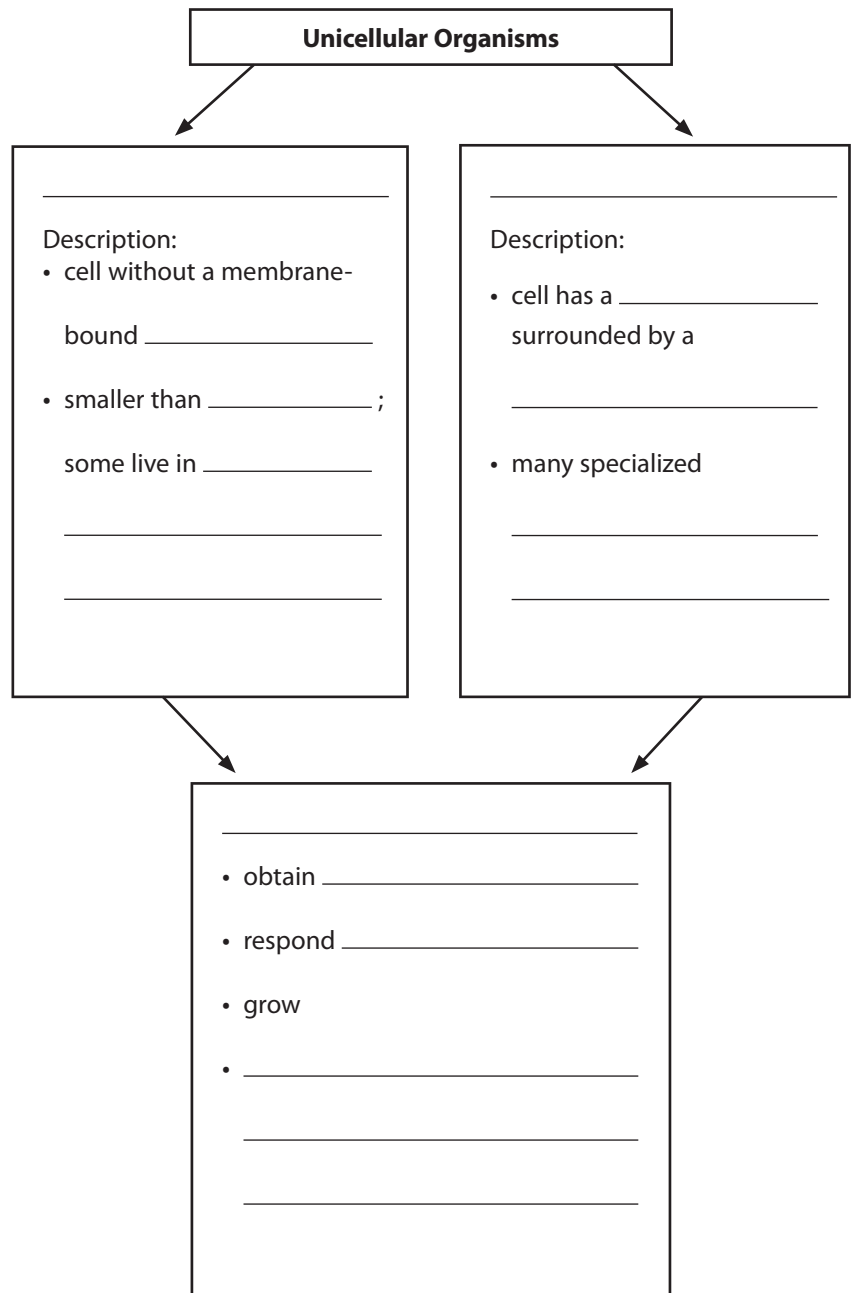 Unicellular Organisms
Description:
• cell without a membrane-
bound
• smaller than ;
some live in
Description:
• cell has a
surrounded by a
• many specialized
• obtain
• respond
• grow
•